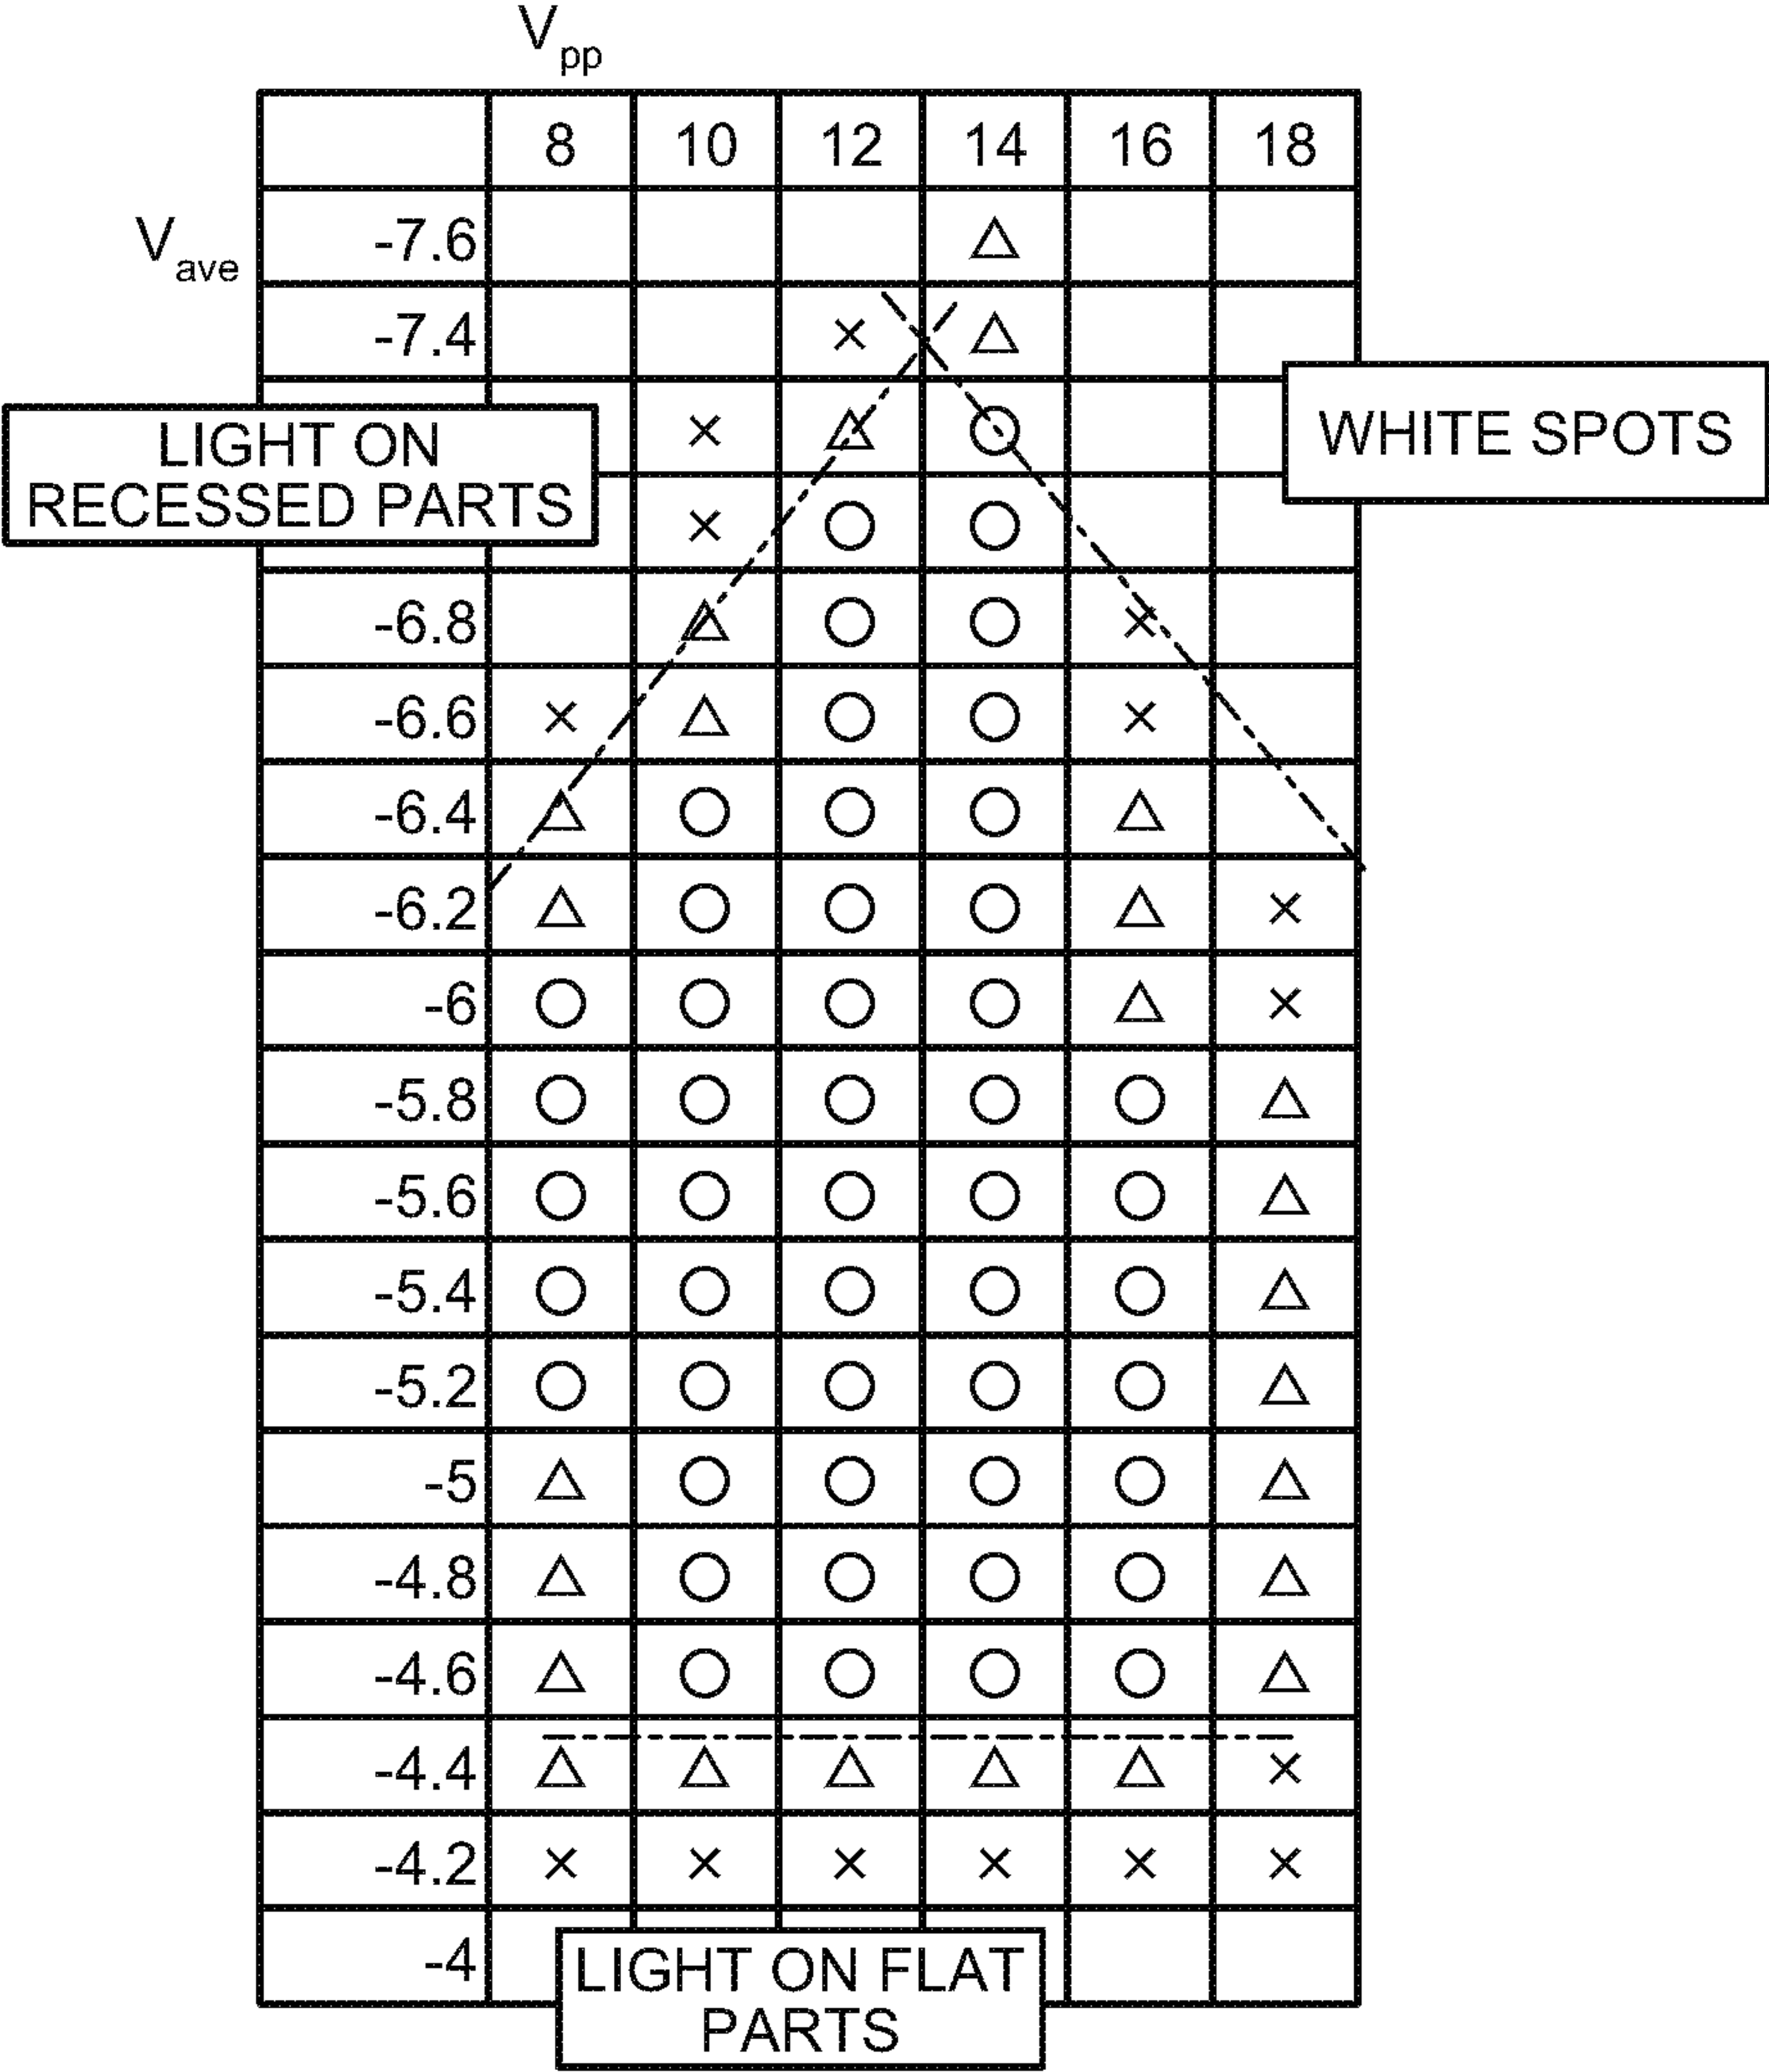 Vpp
8 10 12 14 16 18
Vave
-7.6 △
-7.4 × △
LIGHT ON
RECESSED PARTS
× △ ○
WHITE SPOTS
× ○ ○
-6.8 △ ○ ○ ×
-6.6 × △ ○ ○ ×
-6.4 △ ○ ○ ○ △
-6.2 △ ○ ○ ○ △ ×
-6 ○ ○ ○ ○ △ ×
-5.8 ○ ○ ○ ○ ○ △
-5.6 ○ ○ ○ ○ ○ △
-5.4 ○ ○ ○ ○ ○ △
-5.2 ○ ○ ○ ○ ○ △
-5 △ ○ ○ ○ ○ △
-4.8 △ ○ ○ ○ ○ △
-4.6 △ ○ ○ ○ ○ △
-4.4 △ △ △ △ △ ×
-4.2 × × × × × ×
-4
LIGHT ON FLAT
PARTS